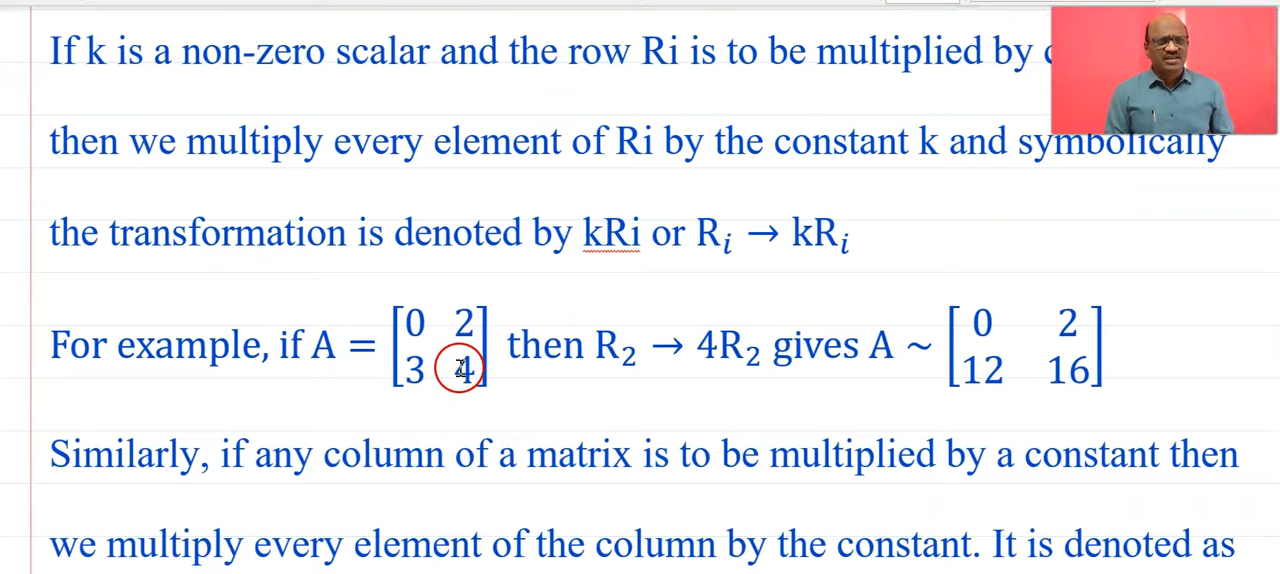 If k is a non-zero scalar and the row Ri is to be multiplied by
then we multiply every element of Ri by the constant k and symbolically
the transformation is denoted by kRi or Rᵢ → kRᵢ
For example, if A = [0 2; 3 4] then R₂ → 4R₂ gives A ~ [0 2; 12 16]
Similarly, if any column of a matrix is to be multiplied by a constant then
we multiply every element of the column by the constant. It is denoted as